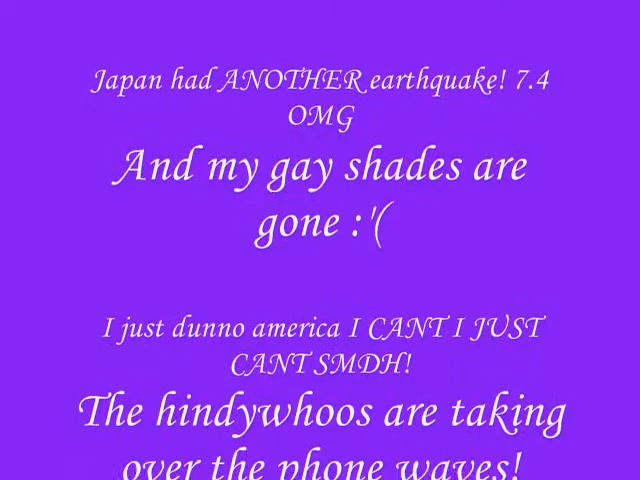 Japan had ANOTHER earthquake! 7.4
OMG
And my gay shades are
gone :'(
I just dunno america I CANT I JUST
CANT SMDH!
The hindywhoos are taking
over the phone waves!